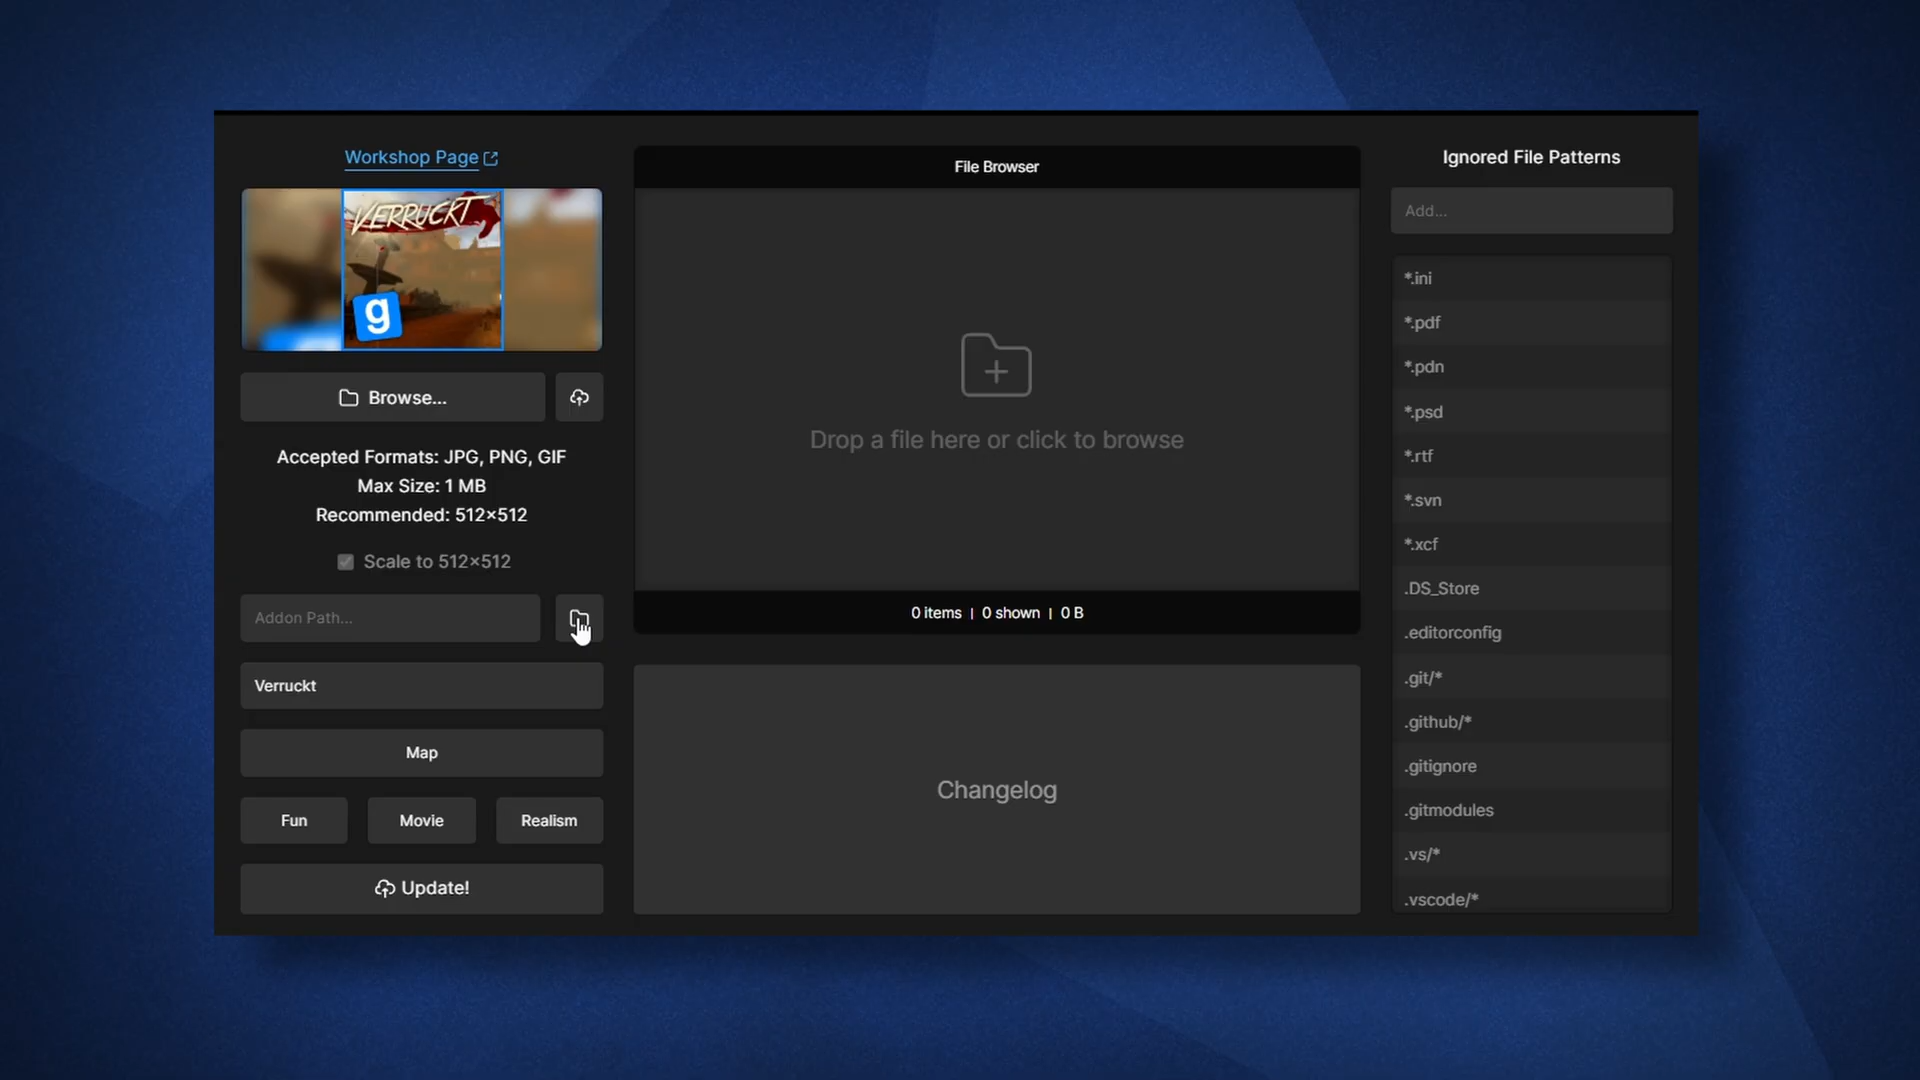 Workshop Page
VERRUCKT
g
Browse...
Accepted Formats: JPG, PNG, GIF
Max Size: 1 MB
Recommended: 512×512
Scale to 512×512
Addon Path...
Verruckt
Map
Fun
Movie
Realism
Update!
File Browser
Drop a file here or click to browse
0 items | 0 shown | 0 B
Changelog
Ignored File Patterns
Add...
*.ini
*.pdf
*.pdn
*.psd
*.rtf
*.svn
*.xcf
.DS_Store
.editorconfig
.git/*
.github/*
.gitignore
.gitmodules
.vs/*
.vscode/*